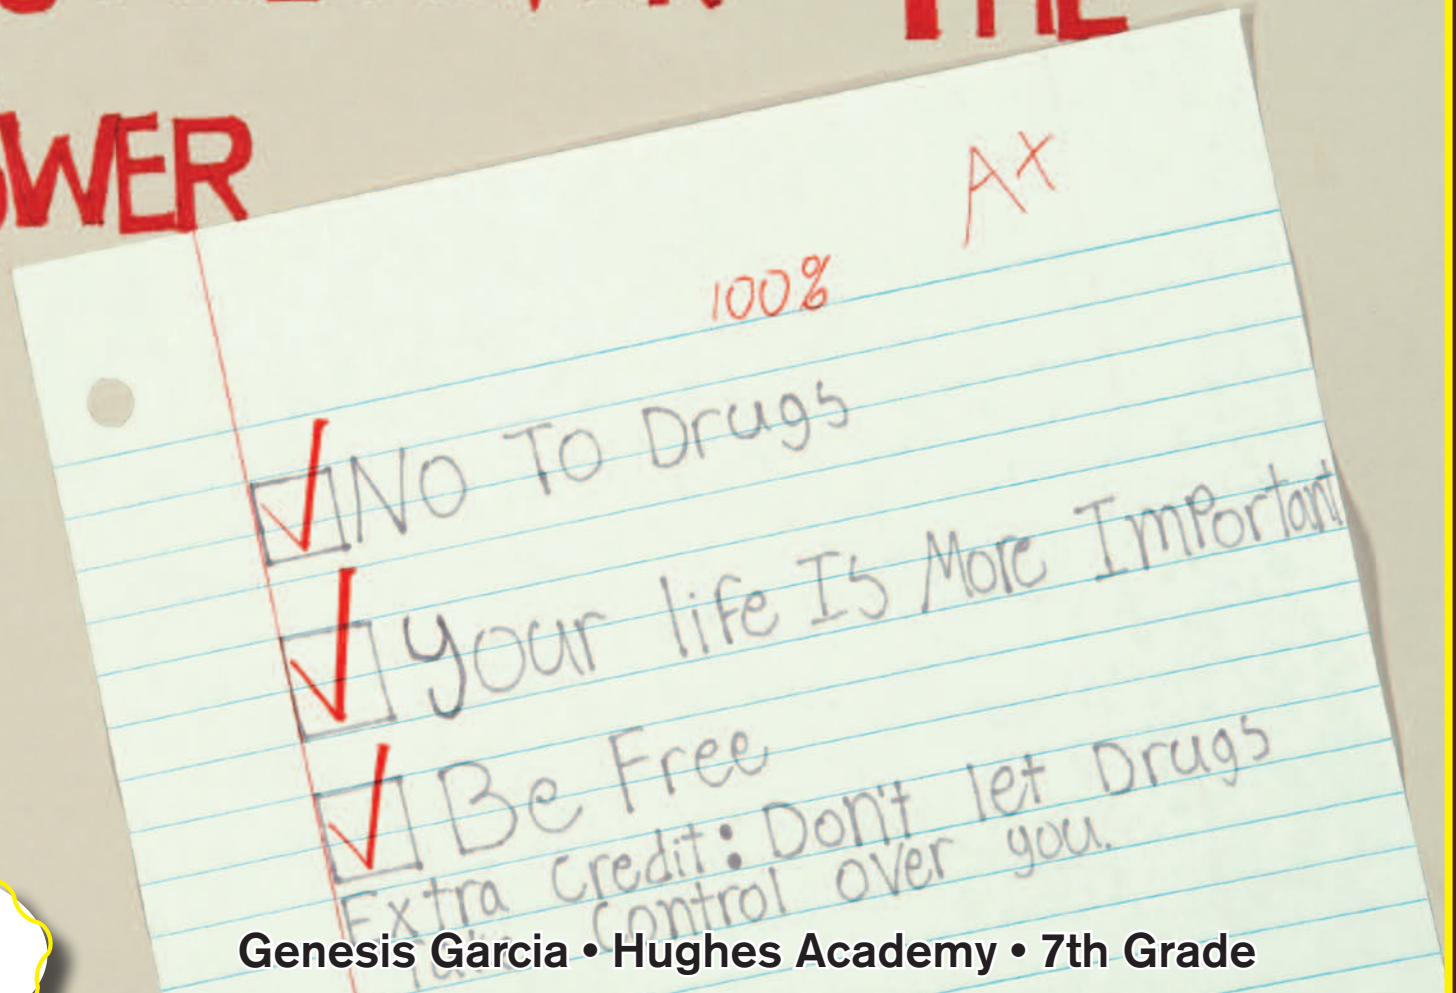 THE
100%
A+
No To Drugs
Your life Is More Important
Be Free
Extra Credit: Don't let Drugs
control over you.
Genesis Garcia • Hughes Academy • 7th Grade